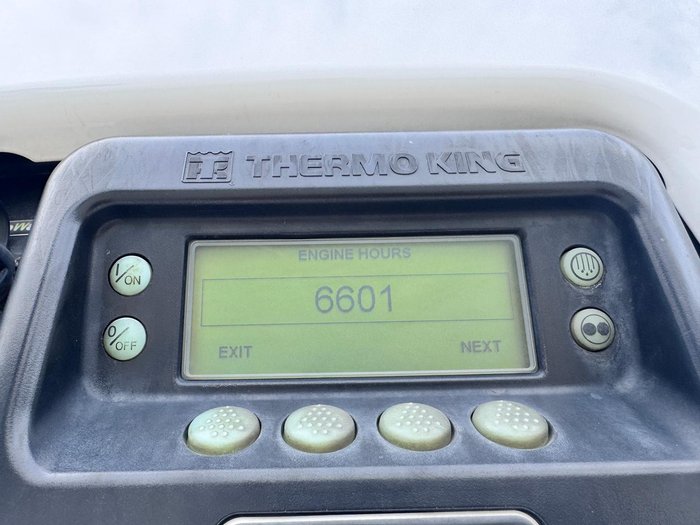 THERMO KING
ENGINE HOURS
I/ON
6601
O/OFF
EXIT
NEXT